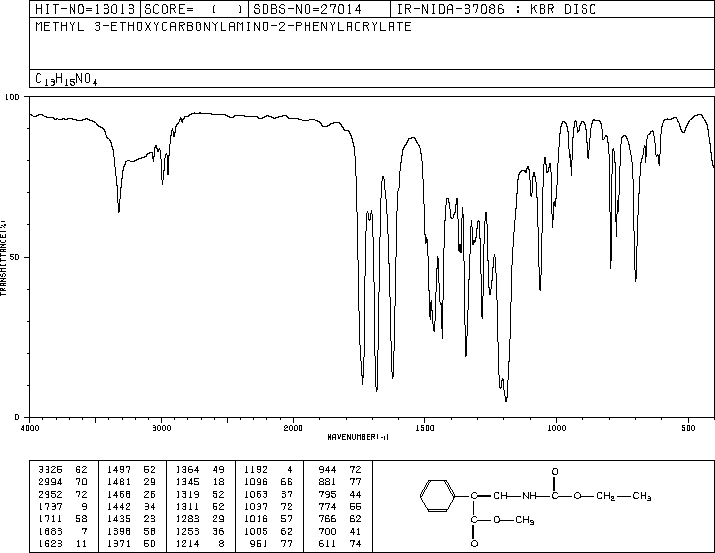 HIT-NO=13013 SCORE= ( ) SDBS-NO=27014 IR-NIDA-37086 : KBR DISC
METHYL 3-ETHOXYCARBONYLAMINO-2-PHENYLACRYLATE
C13H15NO4
100
TRANSMITTANCE(%)
50
0
4000 3000 2000 1500 1000 500
WAVENUMBER(-1)
3326 62 1497 52 1364 49 1192 4 944 72
2994 70 1481 29 1345 18 1096 66 881 77
2952 72 1468 26 1319 52 1063 37 795 44
1737 9 1442 34 1311 52 1037 72 774 55
1711 58 1435 23 1283 29 1016 57 766 62
1683 7 1398 58 1253 36 1005 62 700 41
1623 11 1371 60 1214 8 961 77 611 74
O
C CH NH C O CH2 CH3
C O CH3
O